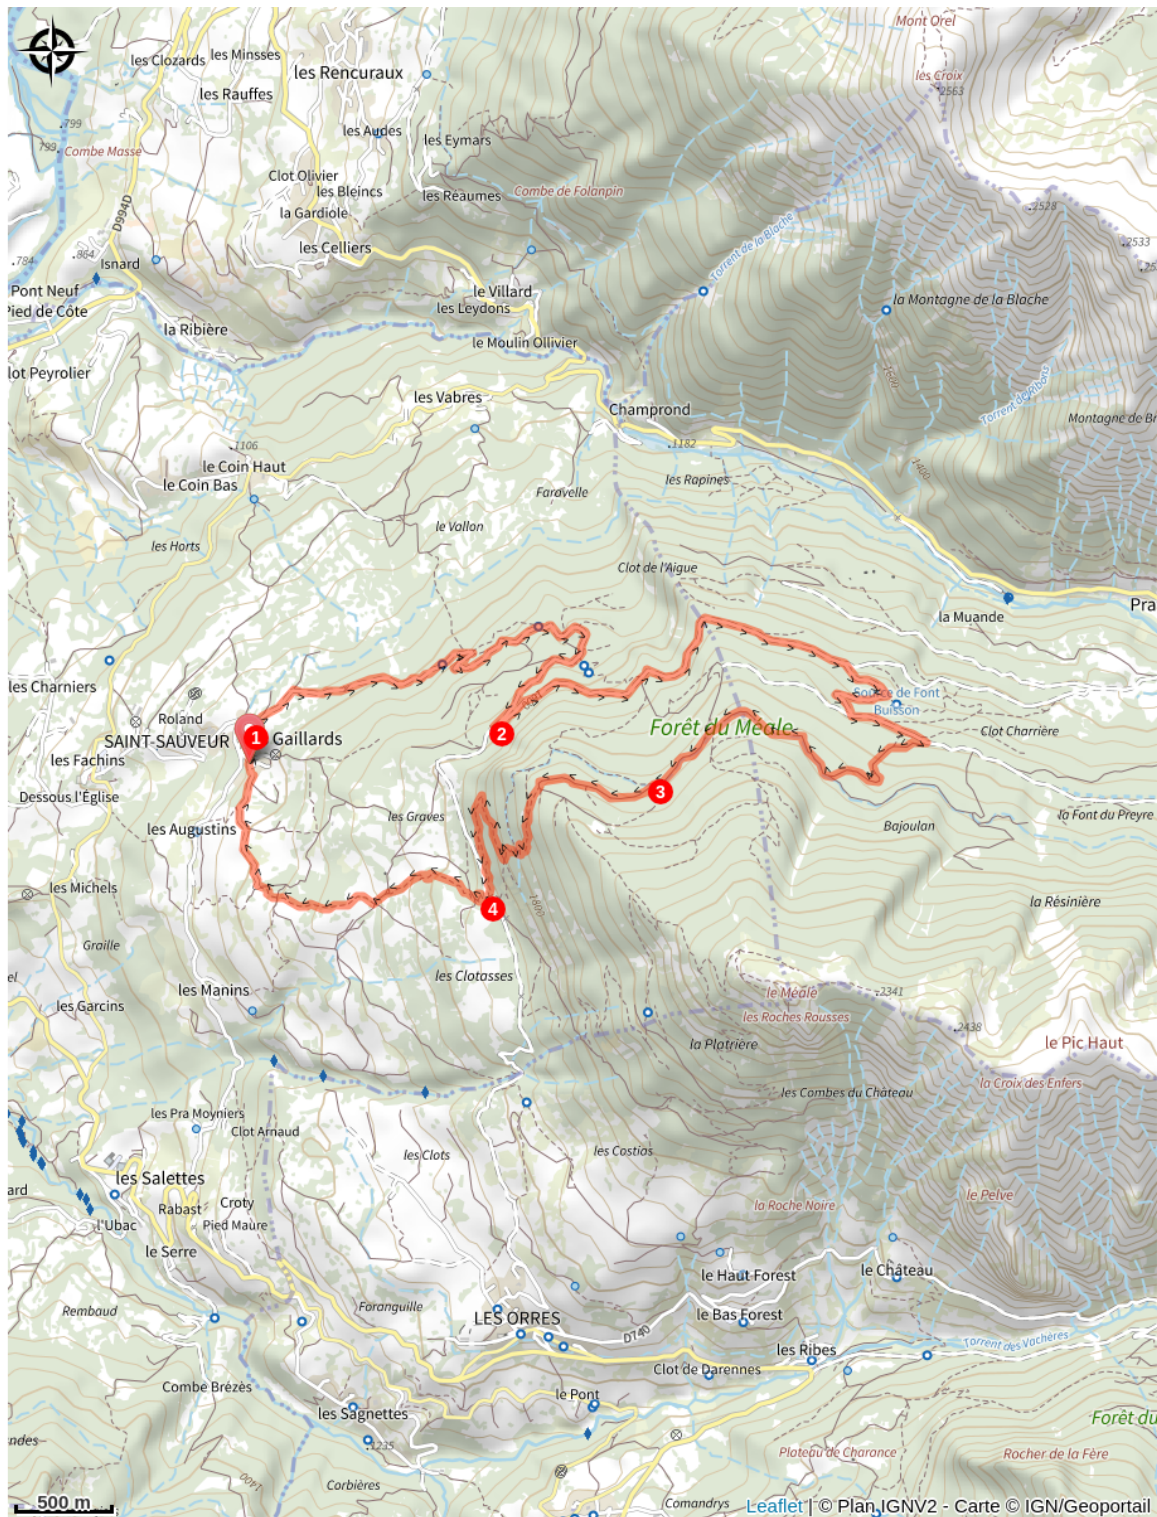 Mont Orel
les Clozards
les Minsses
les Rencuraux
les Croix
2563
les Rauffes
799
les Audes
les Eymars
799
Combe Masse
Clot Olivier
les Bleincs
Combe de Folanpin
les Réaumes
la Gardiole
2528
D994D
Torrent de la Blache
2533
les Celliers
864
784
Isnard
Pont Neuf
le Villard
la Montagne de la Blache
Pied de Côte
les Leydons
la Ribière
le Moulin Ollivier
lot Peyrolier
1600
les Vabres
Champrond
Montagne de Br
1106
1182
le Coin Haut
1400
le Coin Bas
les Rapines
Faravelle
le Vallon
les Horts
Clot de l'Aigue
Pra
la Muande
les Charniers
Source de Font
Buisson
Roland
SAINT-SAUVEUR
1
Gaillards
2
Forêt du Méale
Clot Charrière
les Fachins
Dessous l'Église
3
les Graves
la Font du Preyre
les Augustins
Bajoulan
les Michels
1800
4
la Résinière
Graille
el
les Clotasses
les Manins
le Méale
2341
les Garcins
les Roches Rousses
2438
la Platrière
le Pic Haut
la Croix des Enfers
les Combes du Château
les Pra Moyniers
Clot Arnaud
les Clots
les Costias
les Salettes
ard
le Pelve
Croty
la Roche Noire
Rabast
l'Ubac
Pied Maure
le Serre
le Château
le Haut Forest
Rembaud
Foranguille
LES ORRES
le Bas Forest
D740
les Ribes
Torrent des Vachères
Clot de Darennes
Combe Brézès
le Pont
les Sagnettes
Forêt du
ndes
1235
Plateau de Charance
Rocher de la Fère
1400
Corbières
500 m
Comandrys
Leaflet | © Plan IGNV2 - Carte © IGN/Geoportail